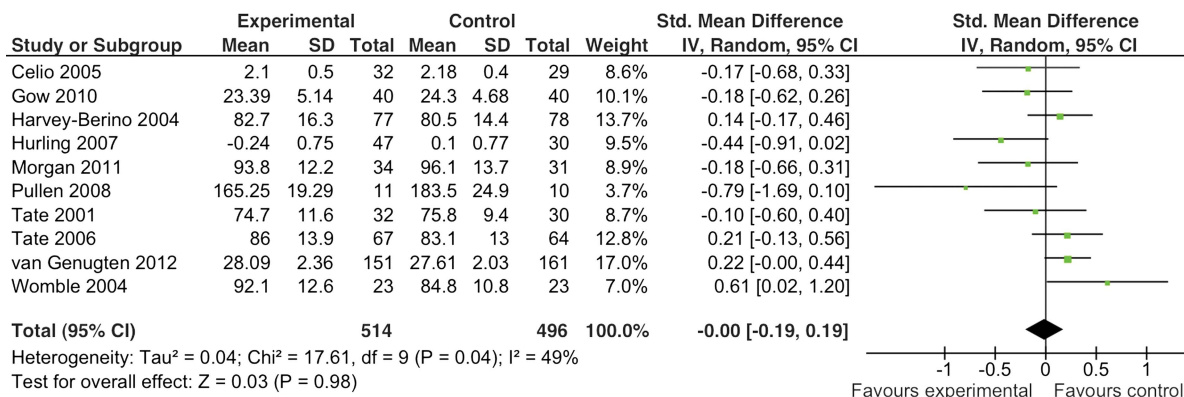 Experimental Control Std. Mean Difference Std. Mean Difference
Study or Subgroup Mean SD Total Mean SD Total Weight IV, Random, 95% CI IV, Random, 95% CI
Celio 2005 2.1 0.5 32 2.18 0.4 29 8.6% -0.17 [-0.68, 0.33]
Gow 2010 23.39 5.14 40 24.3 4.68 40 10.1% -0.18 [-0.62, 0.26]
Harvey-Berino 2004 82.7 16.3 77 80.5 14.4 78 13.7% 0.14 [-0.17, 0.46]
Hurling 2007 -0.24 0.75 47 0.1 0.77 30 9.5% -0.44 [-0.91, 0.02]
Morgan 2011 93.8 12.2 34 96.1 13.7 31 8.9% -0.18 [-0.66, 0.31]
Pullen 2008 165.25 19.29 11 183.5 24.9 10 3.7% -0.79 [-1.69, 0.10]
Tate 2001 74.7 11.6 32 75.8 9.4 30 8.7% -0.10 [-0.60, 0.40]
Tate 2006 86 13.9 67 83.1 13 64 12.8% 0.21 [-0.13, 0.56]
van Genugten 2012 28.09 2.36 151 27.61 2.03 161 17.0% 0.22 [-0.00, 0.44]
Womble 2004 92.1 12.6 23 84.8 10.8 23 7.0% 0.61 [0.02, 1.20]
Total (95% CI) 514 496 100.0% -0.00 [-0.19, 0.19]
Heterogeneity: Tau² = 0.04; Chi² = 17.61, df = 9 (P = 0.04); I² = 49%
Test for overall effect: Z = 0.03 (P = 0.98)
-1 -0.5 0 0.5 1
Favours experimental Favours control